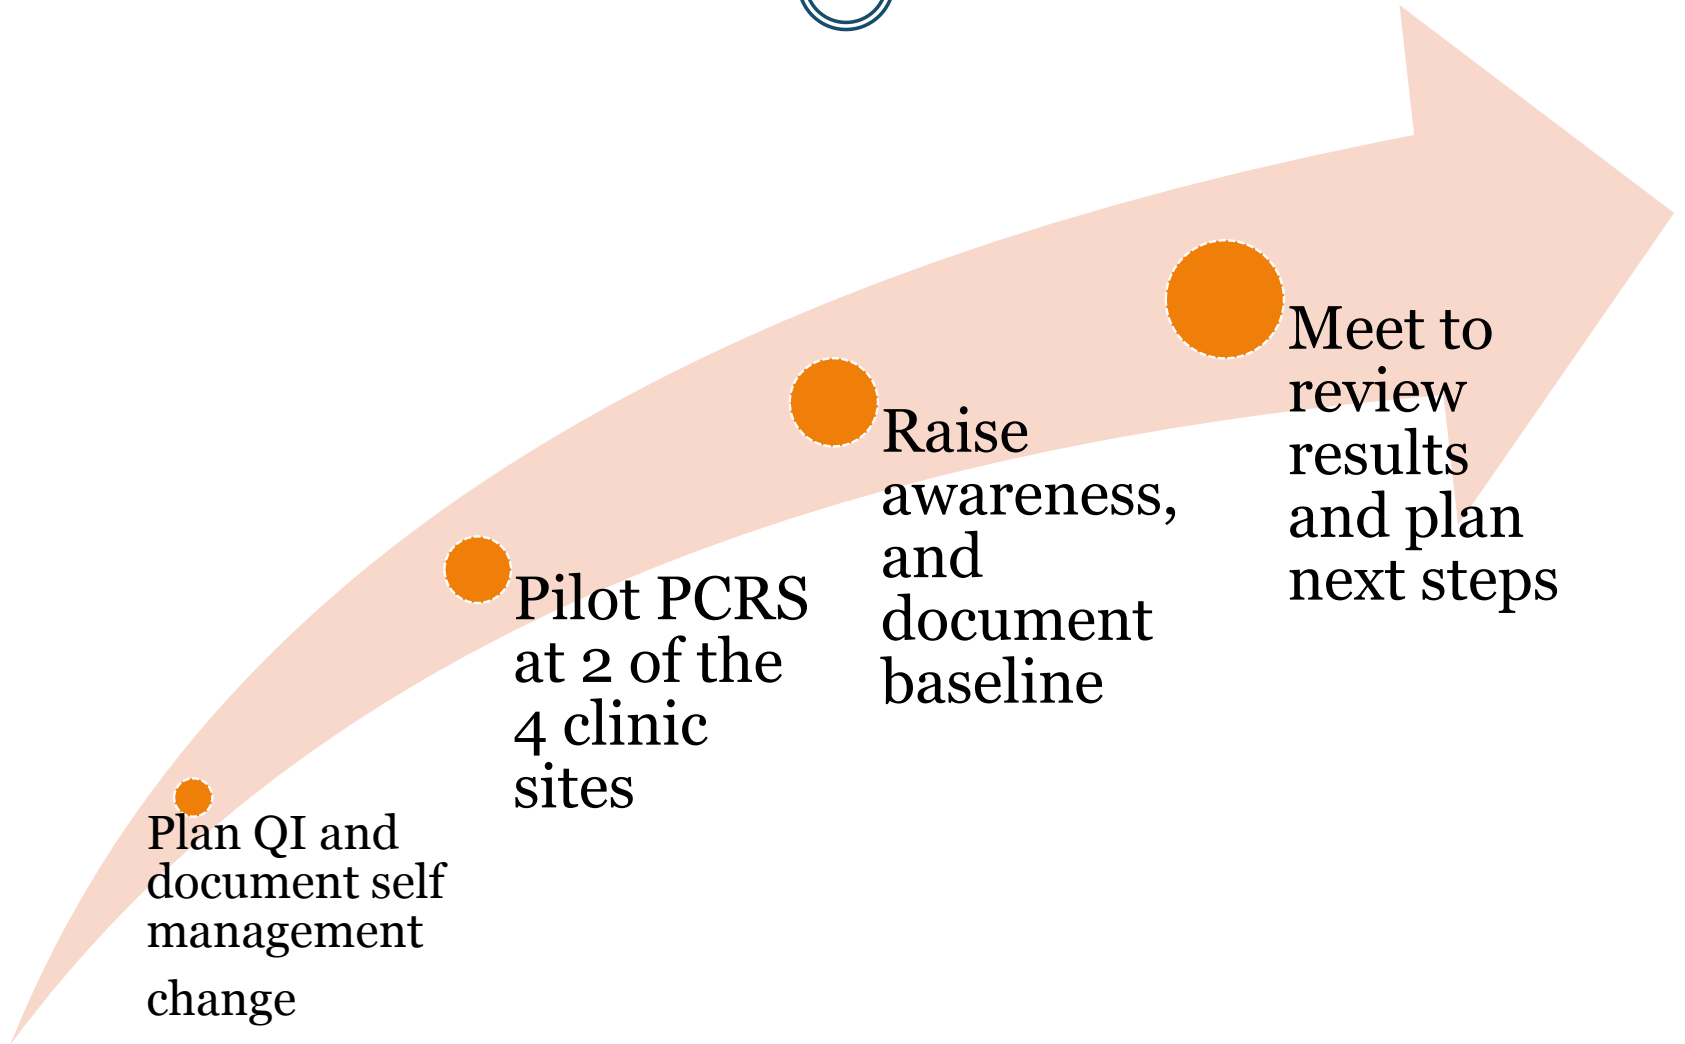 Plan QI and
document self
management
change
Pilot PCRS
at 2 of the
4 clinic
sites
Raise
awareness,
and
document
baseline
Meet to
review
results
and plan
next steps